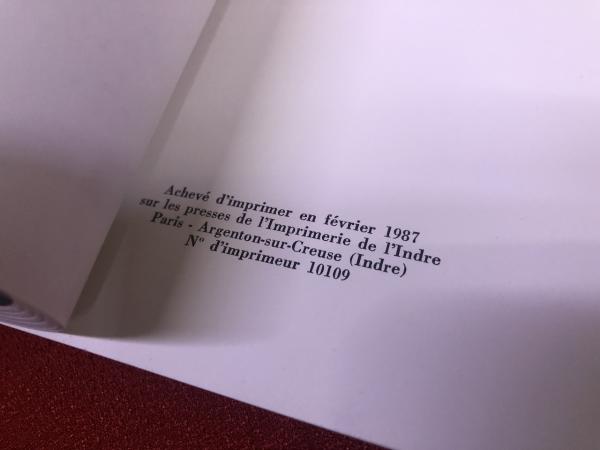 Achevé d'imprimer en février 1987
sur les presses de l'Imprimerie de l'Indre
Paris - Argenton-sur-Creuse (Indre)
N° d'imprimeur 10109